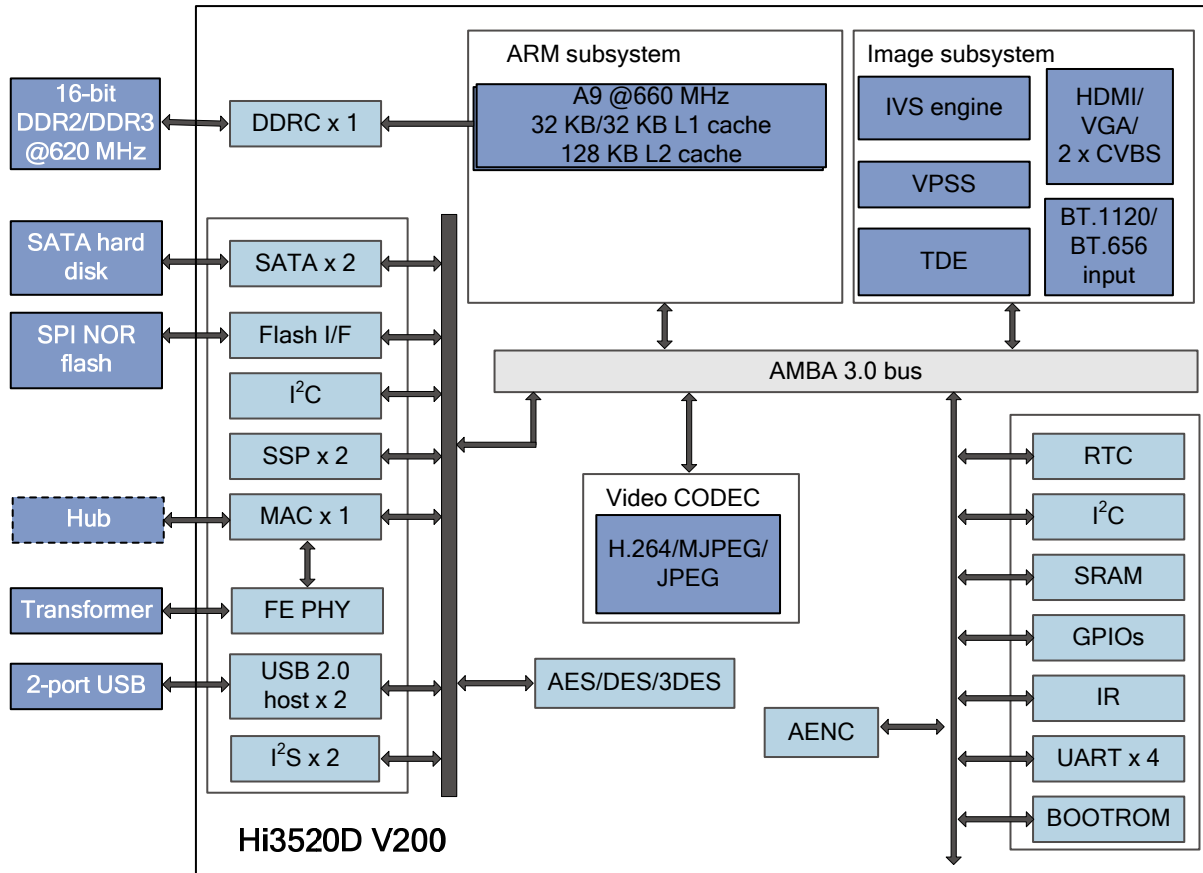 ARM subsystem
A9 @660 MHz
32 KB/32 KB L1 cache
128 KB L2 cache
Image subsystem
IVS engine
VPSS
TDE
HDMI/
VGA/
2 x CVBS
BT.1120/
BT.656
input
16-bit
DDR2/DDR3
@620 MHz
DDRC x 1
SATA hard
disk
SATA x 2
SPI NOR
flash
Flash I/F
I²C
SSP x 2
Hub
MAC x 1
Transformer
FE PHY
2-port USB
USB 2.0
host x 2
I²S x 2
AMBA 3.0 bus
Video CODEC
H.264/MJPEG/
JPEG
AES/DES/3DES
AENC
RTC
I²C
SRAM
GPIOs
IR
UART x 4
BOOTROM
Hi3520D V200